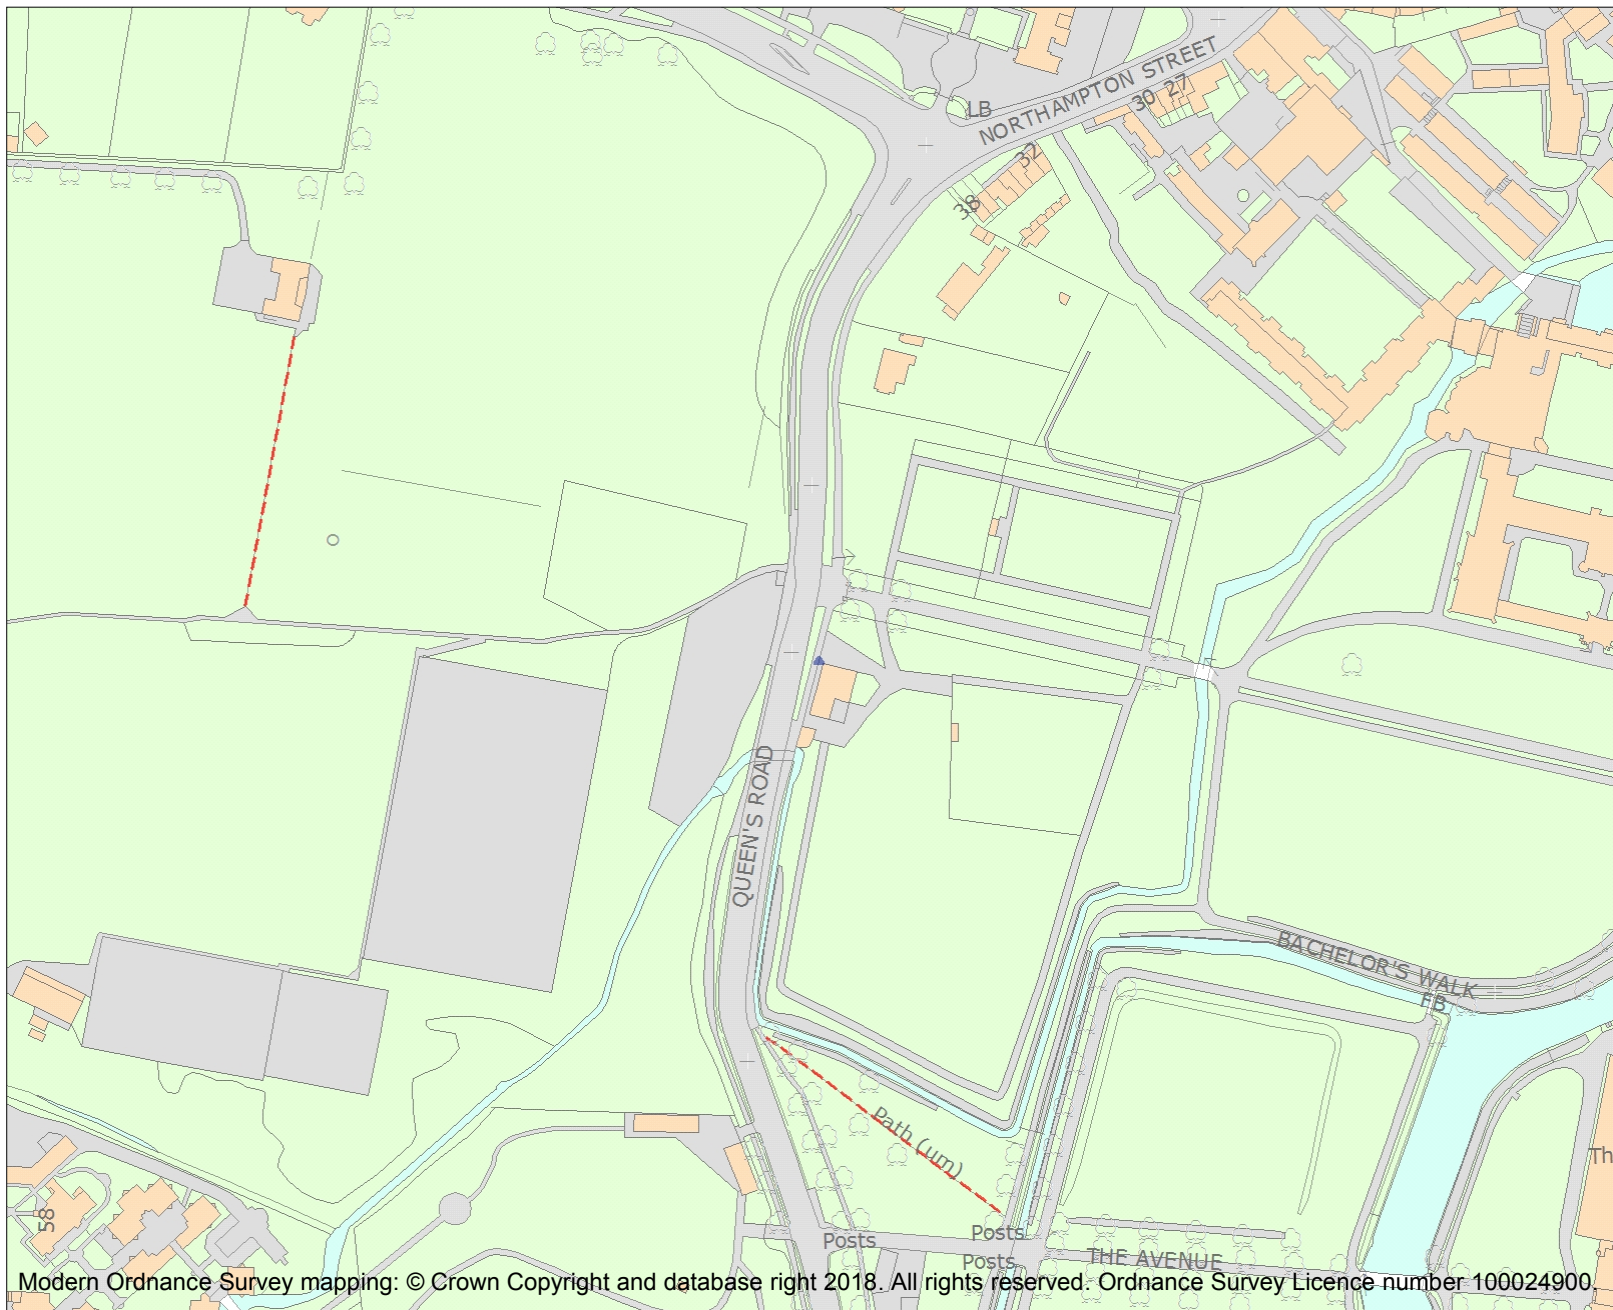 NORTHAMPTON STREET
LB
30 27
32
38
QUEEN'S ROAD
BACHELOR'S WALK
FB
Path (um)
Th
58
Posts
Posts
Posts
THE AVENUE
Modern Ordnance Survey mapping: © Crown Copyright and database right 2018. All rights reserved. Ordnance Survey Licence number 100024900.